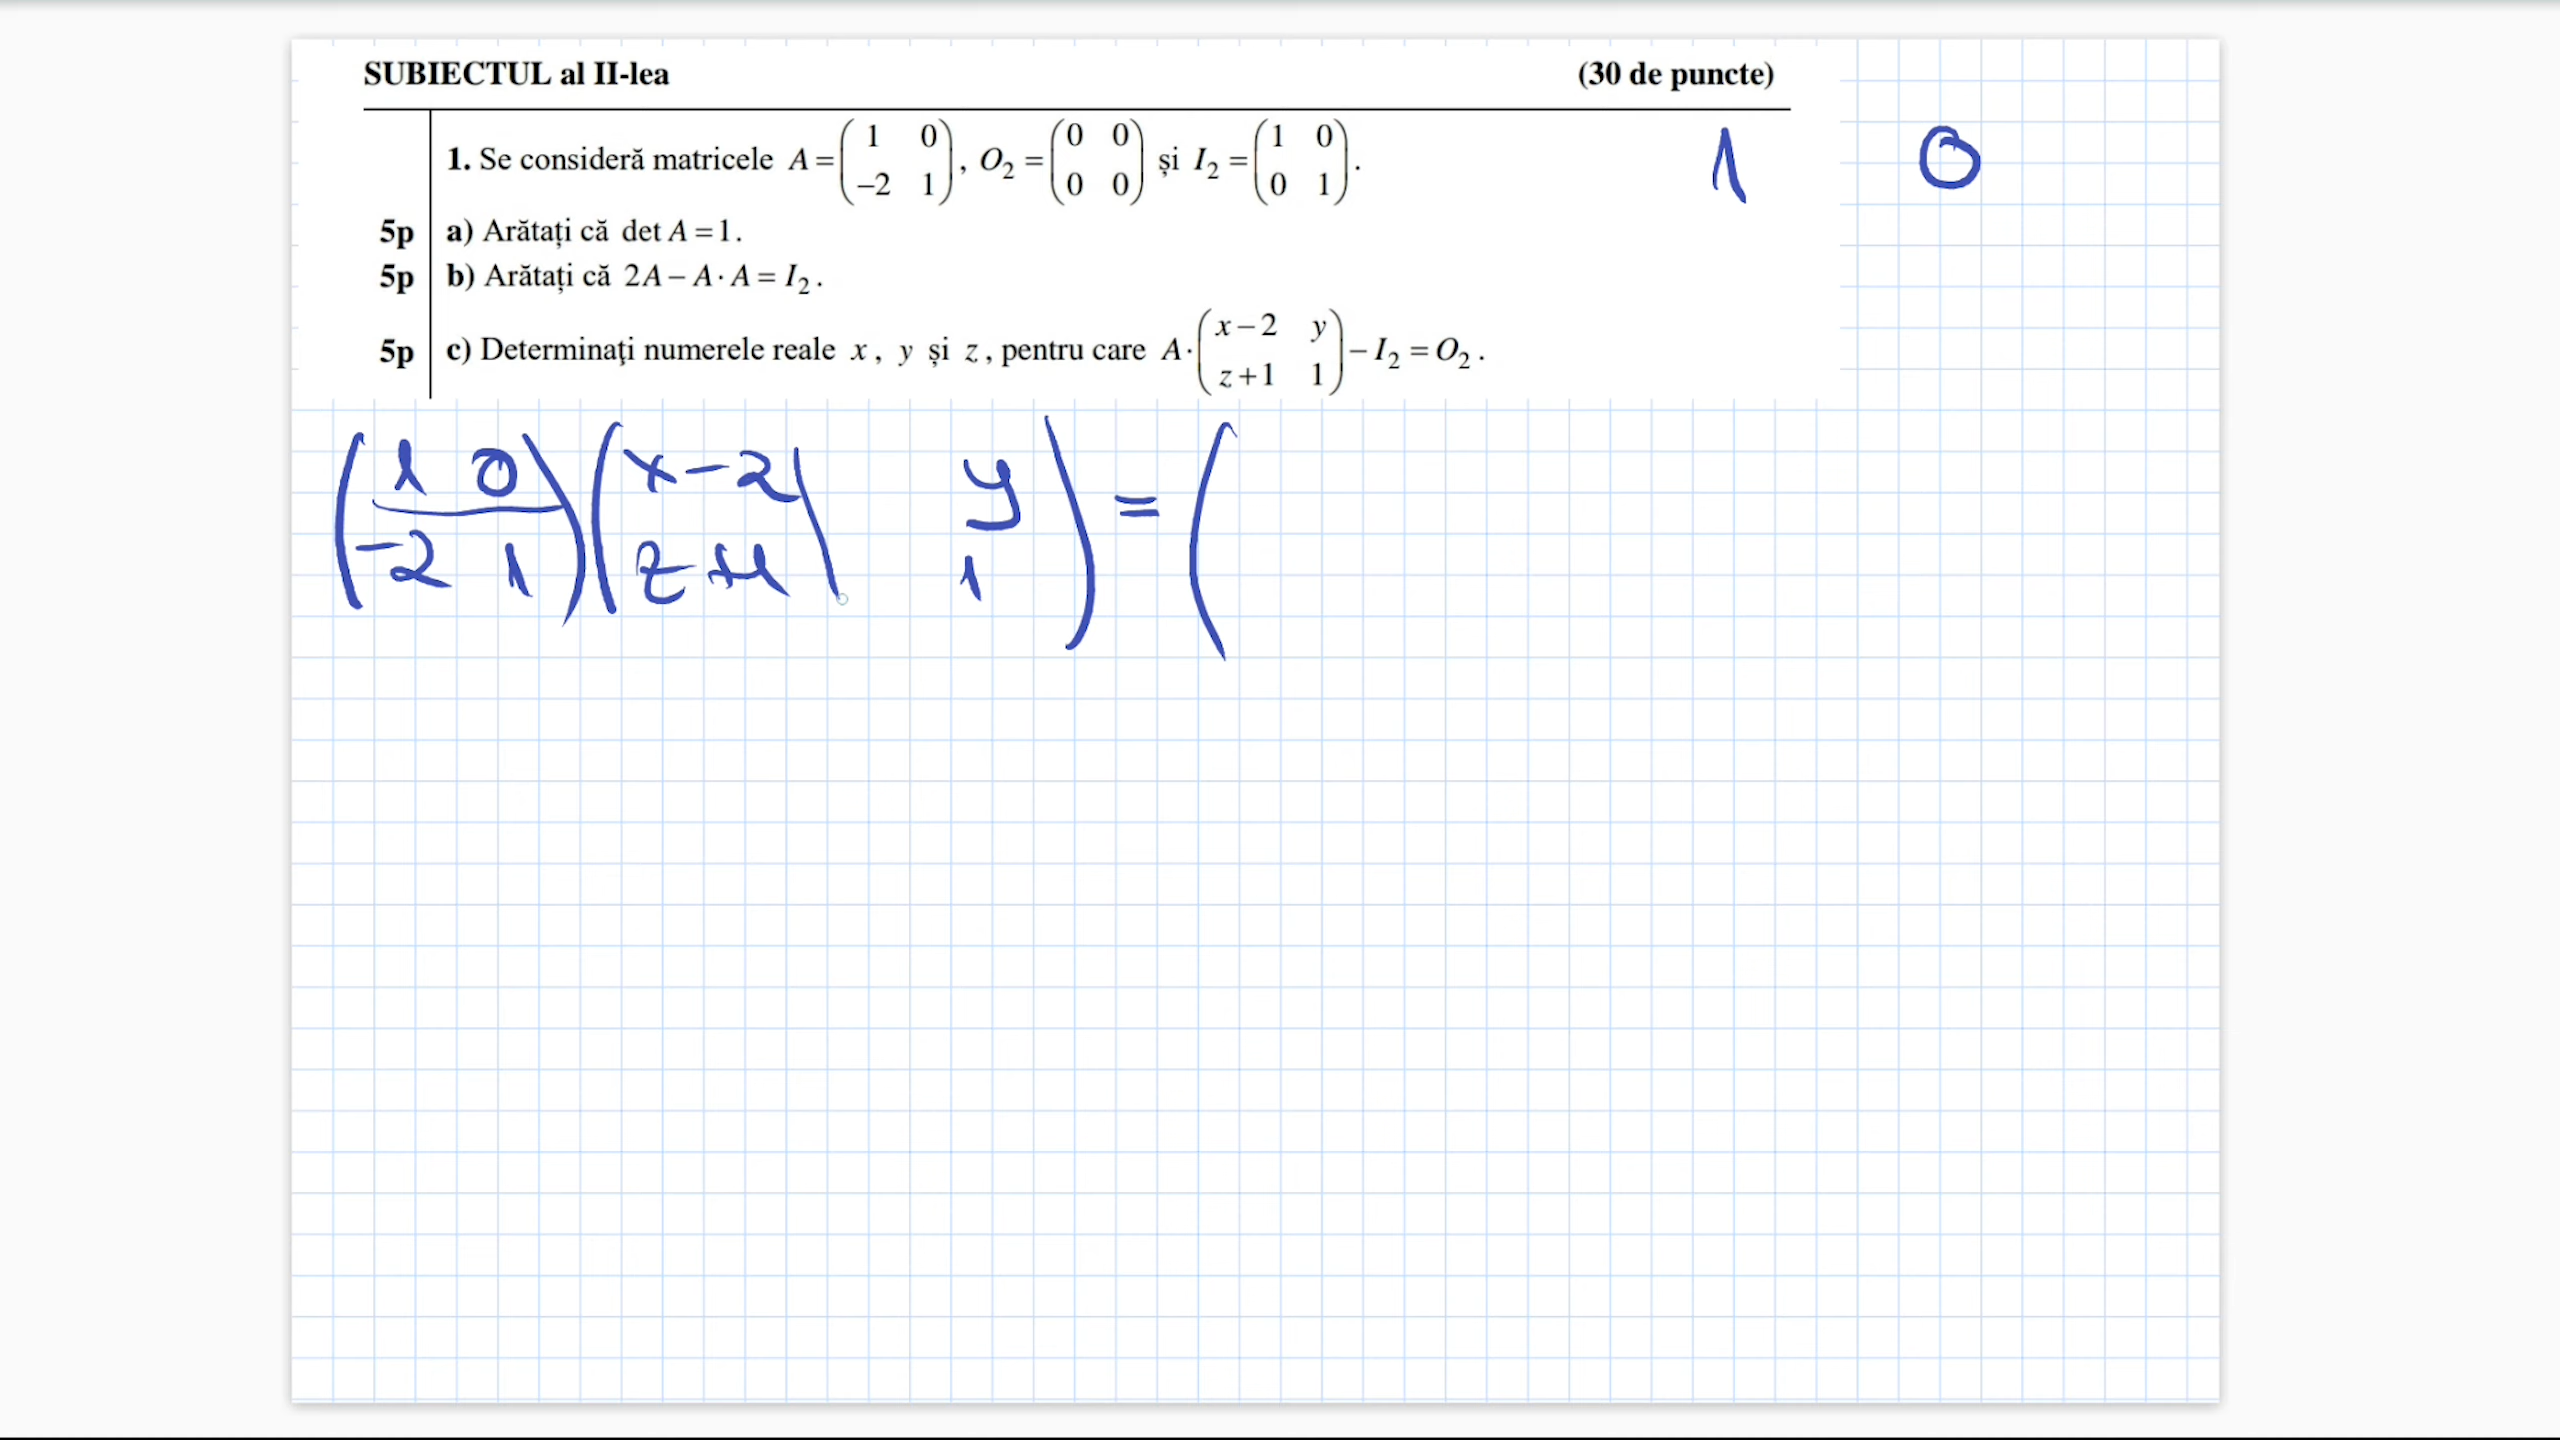 SUBIECTUL al II-lea (30 de puncte)
1. Se consideră matricele A = (1 0 / −2 1), O₂ = (0 0 / 0 0) și I₂ = (1 0 / 0 1). 1 0
5p a) Arătați că det A = 1.
5p b) Arătați că 2A − A · A = I₂.
5p c) Determinați numerele reale x, y și z, pentru care A · (x−2 y / z+1 1) − I₂ = O₂.
(1 0 / −2 1)(x−2 y / z+1 1) = (